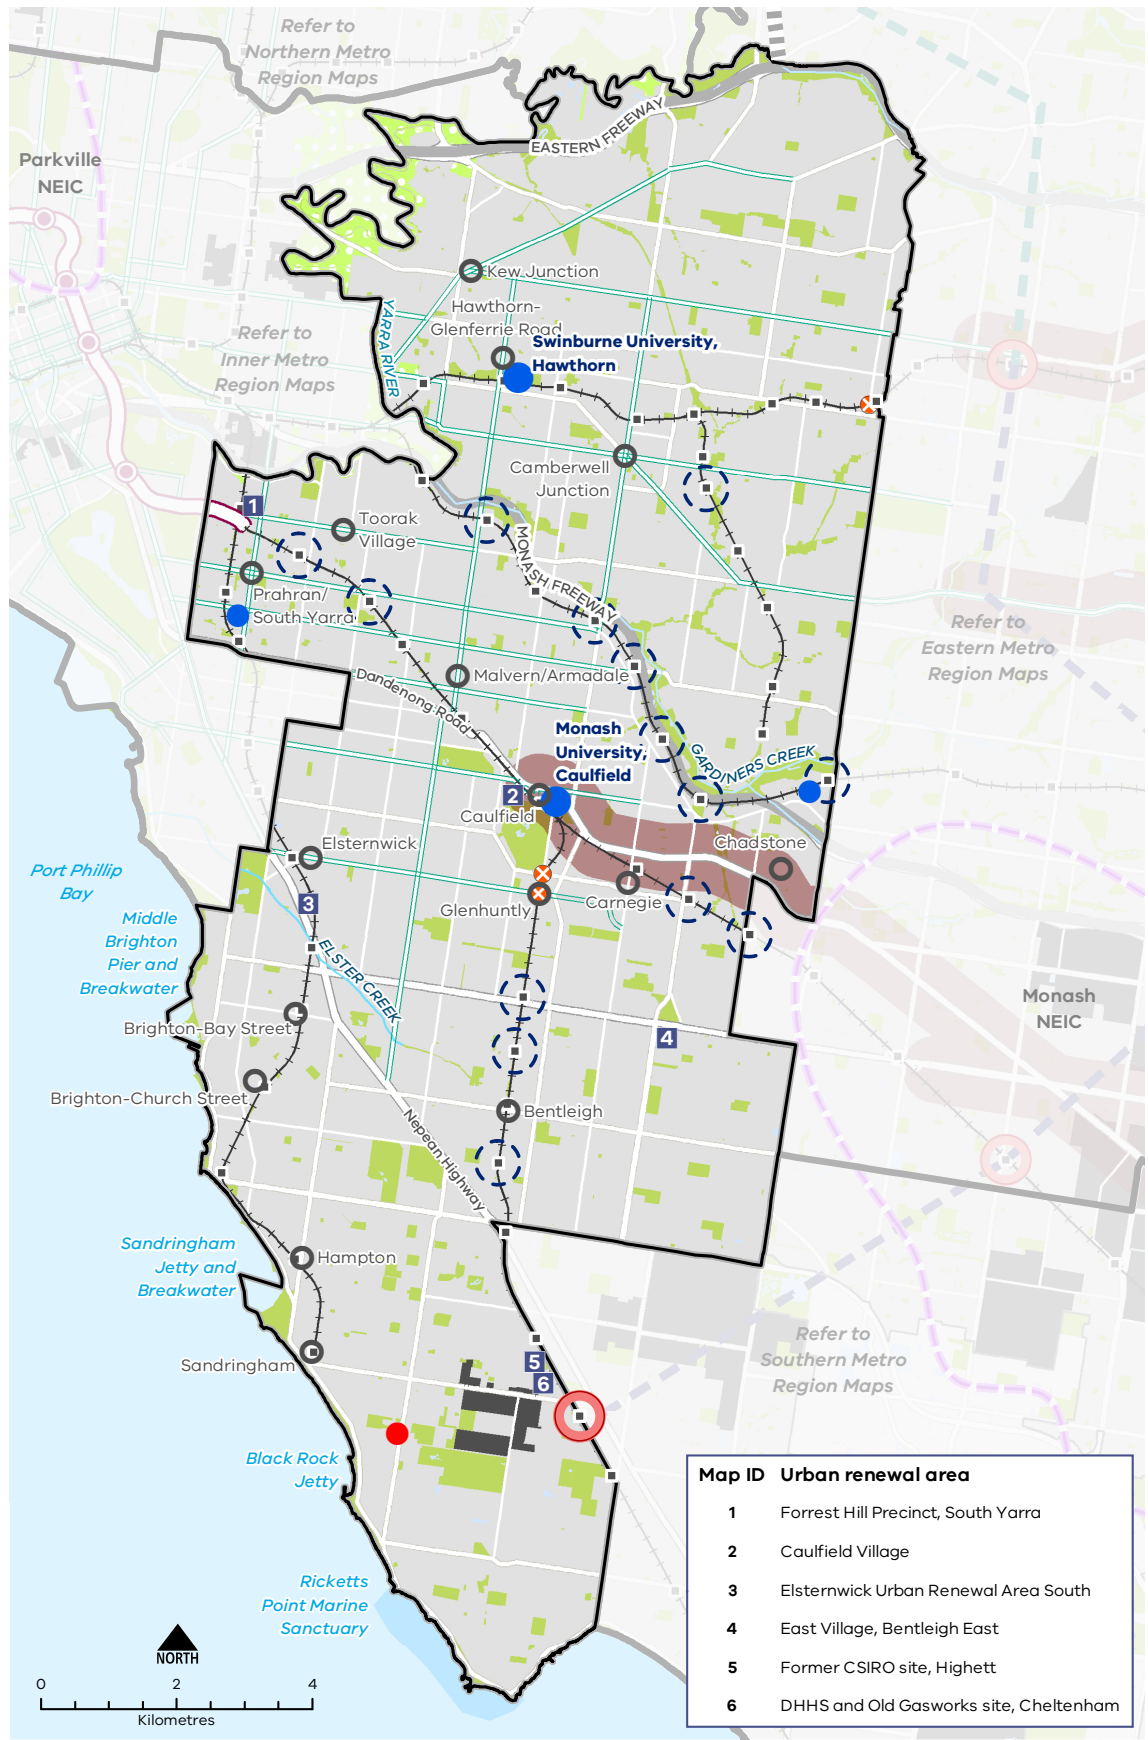 Refer to
Northern Metro
Region Maps
Parkville
NEIC
EASTERN FREEWAY
Kew Junction
Hawthorn-
Glenferrie Road
Swinburne University,
Hawthorn
YARRA RIVER
Refer to
Inner Metro
Region Maps
Camberwell
Junction
1
Toorak
Village
MONASH FREEWAY
Prahran/
South Yarra
Refer to
Eastern Metro
Region Maps
Malvern/Armadale
Dandenong Road
Monash
University,
Caulfield
GARDINERS CREEK
2
Caulfield
Elsternwick
Chadstone
Port Phillip
Bay
3
Glenhuntly
Carnegie
Middle
Brighton
Pier and
Breakwater
ELSTER CREEK
Monash
NEIC
Brighton-Bay Street
4
Brighton-Church Street
Bentleigh
Nepean Highway
Sandringham
Jetty and
Breakwater
Hampton
Refer to
Southern Metro
Region Maps
Sandringham
5
6
Black Rock
Jetty
Ricketts
Point Marine
Sanctuary
NORTH
0 2 4
Kilometres
Map ID Urban renewal area
1 Forrest Hill Precinct, South Yarra
2 Caulfield Village
3 Elsternwick Urban Renewal Area South
4 East Village, Bentleigh East
5 Former CSIRO site, Highett
6 DHHS and Old Gasworks site, Cheltenham